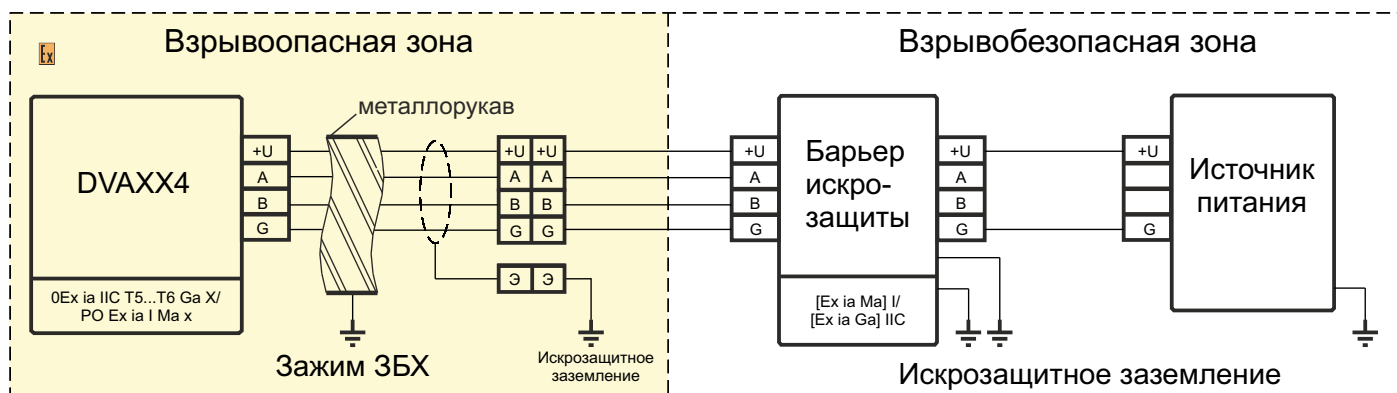 Взрывоопасная зона
Взрывобезопасная зона
Ex
металлорукав
DVAXX4
+U
A
B
G
+U +U
A A
B B
G G
Э Э
+U
A
B
G
Барьер
искро-
защиты
+U
A
B
G
+U
G
Источник
питания
0Ex ia IIC T5...T6 Ga X/
PO Ex ia I Ma x
[Ex ia Ma] I/
[Ex ia Ga] IIC
Зажим ЗБХ
Искрозащитное
заземление
Искрозащитное заземление